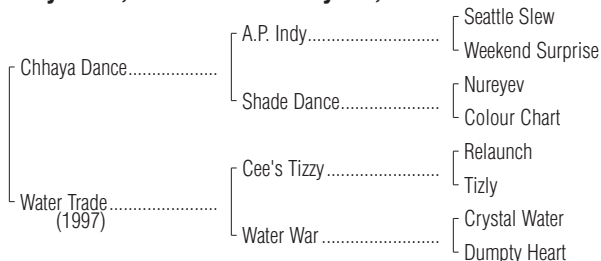 Seattle Slew
A.P. Indy
Weekend Surprise
Chhaya Dance
Nureyev
Shade Dance
Colour Chart
Relaunch
Cee's Tizzy
Tizly
Water Trade
(1997)
Crystal Water
Water War
Dumpty Heart